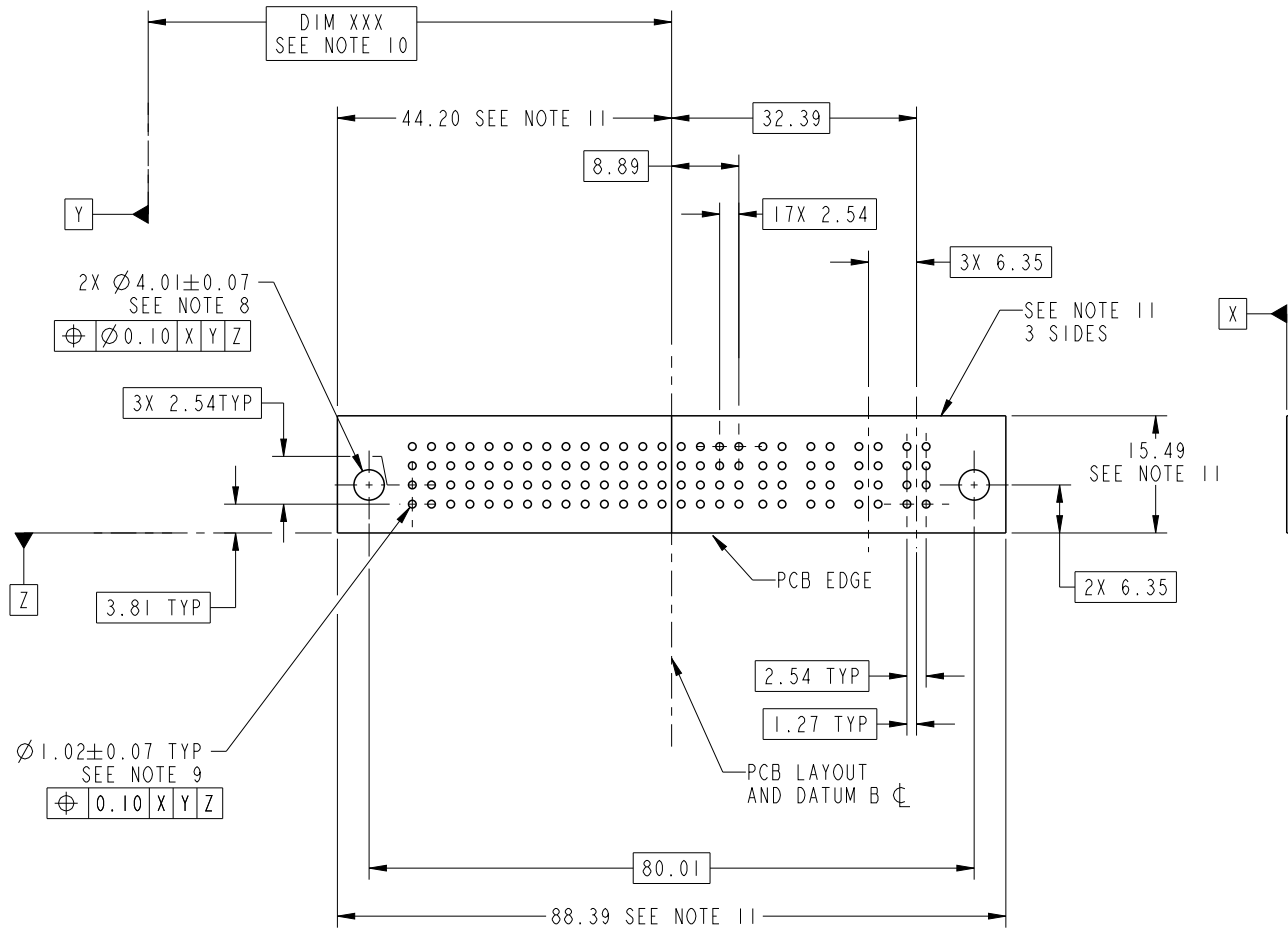 DIM XXX
SEE NOTE 10
44.20 SEE NOTE 11
32.39
8.89
Y
17X 2.54
3X 6.35
2X Ø4.01±0.07
SEE NOTE 8
⌖ Ø0.10 X Y Z
SEE NOTE 11
3 SIDES
X
3X 2.54TYP
15.49
SEE NOTE 11
PCB EDGE
Z
3.81 TYP
2X 6.35
2.54 TYP
1.27 TYP
Ø1.02±0.07 TYP
SEE NOTE 9
⌖ 0.10 X Y Z
PCB LAYOUT
AND DATUM B ℄
80.01
88.39 SEE NOTE 11